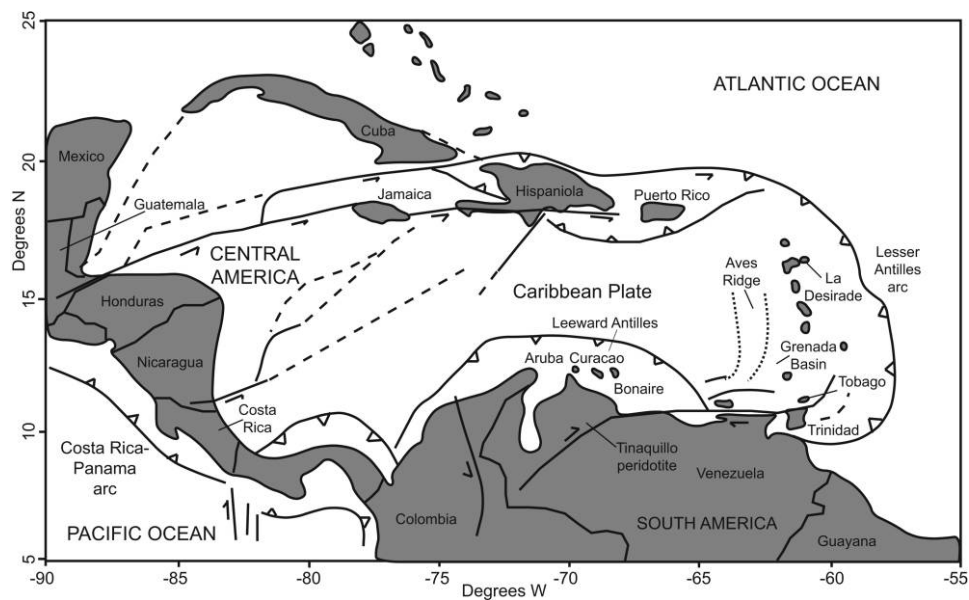 25
ATLANTIC OCEAN
Cuba
Mexico
20
Hispaniola
Jamaica
Puerto Rico
Guatemala
Degrees N
CENTRAL
AMERICA
Lesser
Antilles
arc
Aves
Ridge
La
Desirade
15
Honduras
Caribbean Plate
Leeward Antilles
Nicaragua
Aruba
Curacao
Bonaire
Grenada
Basin
Tobago
Costa
Rica
10
Trinidad
Costa Rica-
Panama
arc
Tinaquillo
peridotite
Venezuela
PACIFIC OCEAN
Colombia
SOUTH AMERICA
Guayana
5
-90
-85
-80
-75
-70
-65
-60
-55
Degrees W